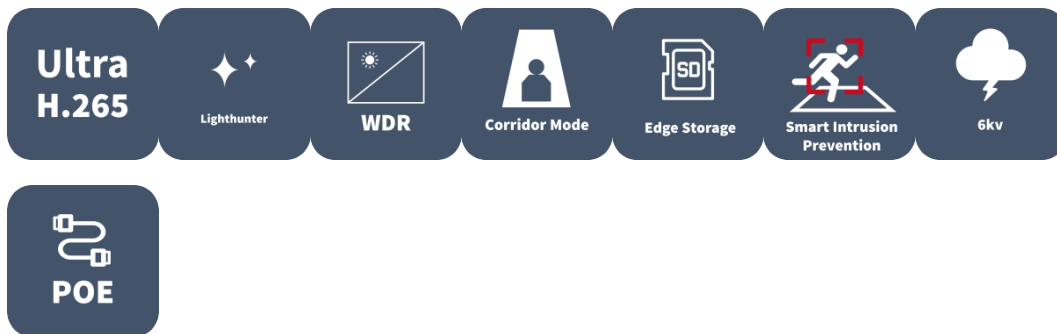 Ultra
H.265
Lighthunter
WDR
Corridor Mode
SD
Edge Storage
Smart Intrusion
Prevention
6kv
POE